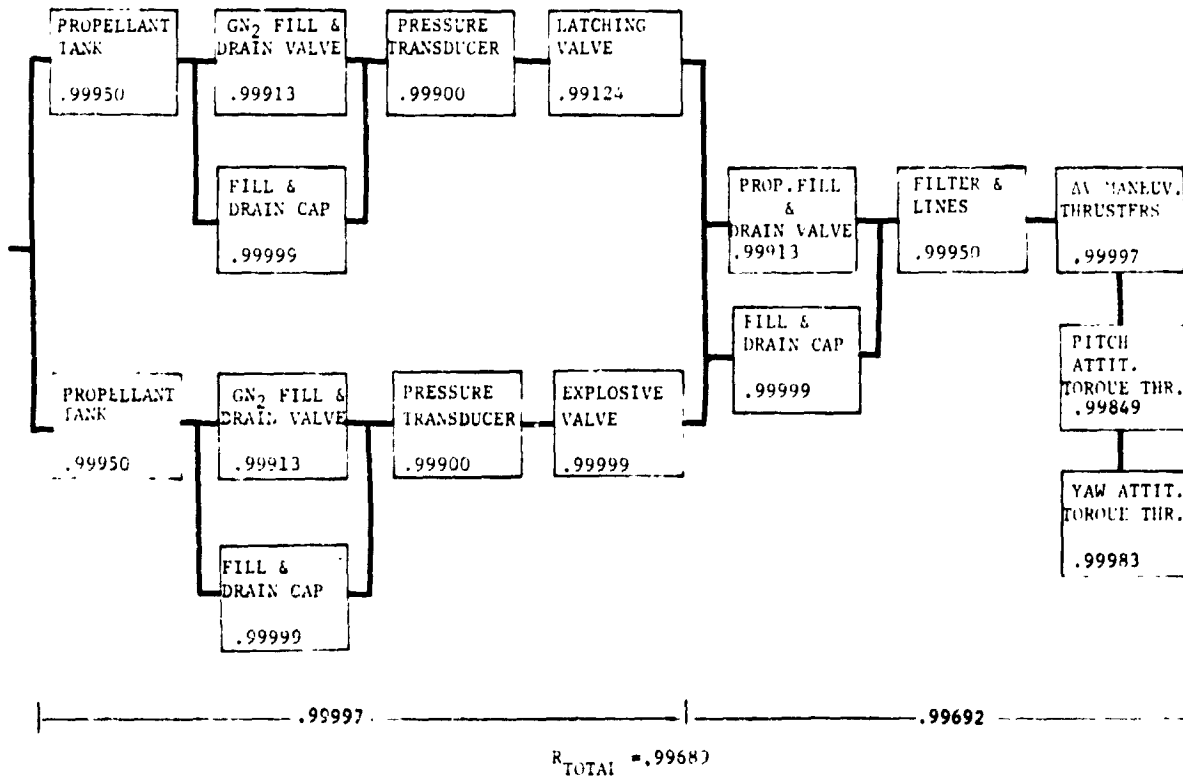 PROPELLANT
TANK
.99950
GN2 FILL &
DRAIN VALVE
.99913
PRESSURE
TRANSDUCER
.99900
LATCHING
VALVE
.99124
FILL &
DRAIN CAP
.99999
PROP.FILL
&
DRAIN VALVE
.99913
FILTER &
LINES
.99950
ΔV MANEUV.
THRUSTERS
.99997
FILL &
DRAIN CAP
.99999
PITCH
ATTIT.
TORQUE THR.
.99849
PROPELLANT
TANK
.99950
GN2 FILL &
DRAIN VALVE
.99913
PRESSURE
TRANSDUCER
.99900
EXPLOSIVE
VALVE
.99999
YAW ATTIT.
TORQUE THR.
.99983
FILL &
DRAIN CAP
.99999
.99997
.99692
RTOTAL =.99689